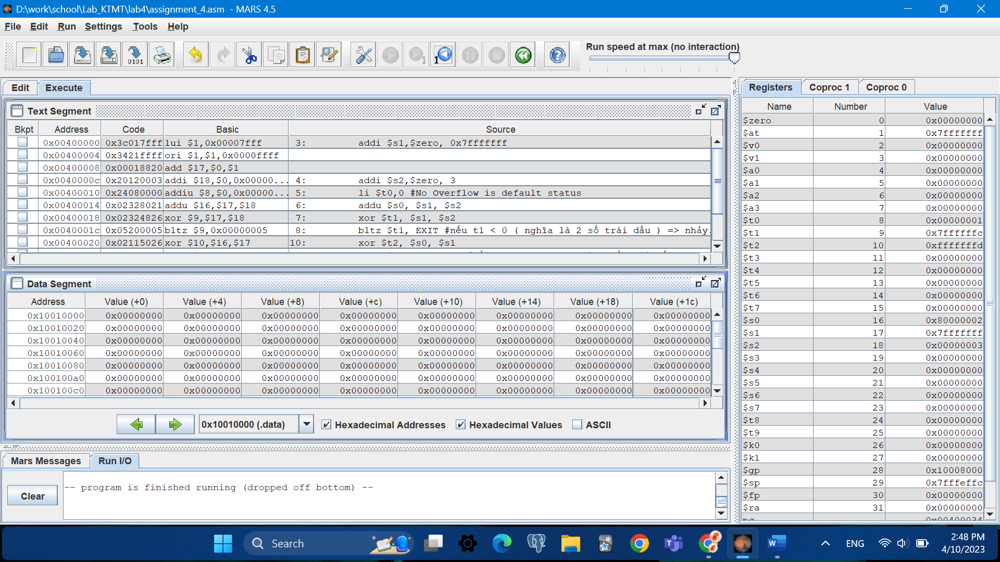 D:\work\school\Lab_KTMT\lab4\assignment_4.asm - MARS 4.5
File Edit Run Settings Tools Help
Run speed at max (no interaction)
Edit Execute
Text Segment
Bkpt Address Code Basic Source
0x00400000 0x3c017fff lui $1,0x00007fff 3: addi $s1,$zero, 0x7fffffff
0x00400004 0x3421ffff ori $1,$1,0x0000ffff
0x00400008 0x00018820 add $17,$0,$1
0x0040000c 0x20120003 addi $18,$0,0x00000... 4: addi $s2,$zero, 3
0x00400010 0x24080000 addiu $8,$0,0x00000... 5: li $t0,0 #No Overflow is default status
0x00400014 0x02328021 addu $16,$17,$18 6: addu $s0, $s1, $s2
0x00400018 0x02324826 xor $9,$17,$18 7: xor $t1, $s1, $s2
0x0040001c 0x05200005 bltz $9,0x00000005 8: bltz $t1, EXIT #nếu t1 < 0 ( nghĩa là 2 số trái dấu ) => nhảy
0x00400020 0x02115026 xor $10,$16,$17 10: xor $t2, $s0, $s1
Data Segment
Address Value (+0) Value (+4) Value (+8) Value (+c) Value (+10) Value (+14) Value (+18) Value (+1c)
0x10010000 0x00000000 0x00000000 0x00000000 0x00000000 0x00000000 0x00000000 0x00000000 0x00000000
0x10010020 0x00000000 0x00000000 0x00000000 0x00000000 0x00000000 0x00000000 0x00000000 0x00000000
0x10010040 0x00000000 0x00000000 0x00000000 0x00000000 0x00000000 0x00000000 0x00000000 0x00000000
0x10010060 0x00000000 0x00000000 0x00000000 0x00000000 0x00000000 0x00000000 0x00000000 0x00000000
0x10010080 0x00000000 0x00000000 0x00000000 0x00000000 0x00000000 0x00000000 0x00000000 0x00000000
0x100100a0 0x00000000 0x00000000 0x00000000 0x00000000 0x00000000 0x00000000 0x00000000 0x00000000
0x100100c0 0x00000000 0x00000000 0x00000000 0x00000000 0x00000000 0x00000000 0x00000000 0x00000000
0x10010000 (.data) Hexadecimal Addresses Hexadecimal Values ASCII
Mars Messages Run I/O
Clear
-- program is finished running (dropped off bottom) --
Registers Coproc 1 Coproc 0
Name Number Value
$zero 0 0x00000000
$at 1 0x7fffffff
$v0 2 0x00000000
$v1 3 0x00000000
$a0 4 0x00000000
$a1 5 0x00000000
$a2 6 0x00000000
$a3 7 0x00000000
$t0 8 0x00000001
$t1 9 0x7ffffffc
$t2 10 0xfffffffd
$t3 11 0x00000000
$t4 12 0x00000000
$t5 13 0x00000000
$t6 14 0x00000000
$t7 15 0x00000000
$s0 16 0x80000002
$s1 17 0x7fffffff
$s2 18 0x00000003
$s3 19 0x00000000
$s4 20 0x00000000
$s5 21 0x00000000
$s6 22 0x00000000
$s7 23 0x00000000
$t8 24 0x00000000
$t9 25 0x00000000
$k0 26 0x00000000
$k1 27 0x00000000
$gp 28 0x10008000
$sp 29 0x7fffeffc
$fp 30 0x00000000
$ra 31 0x00000000
pc 0x00400034
Search
ENG
2:48 PM
4/10/2023